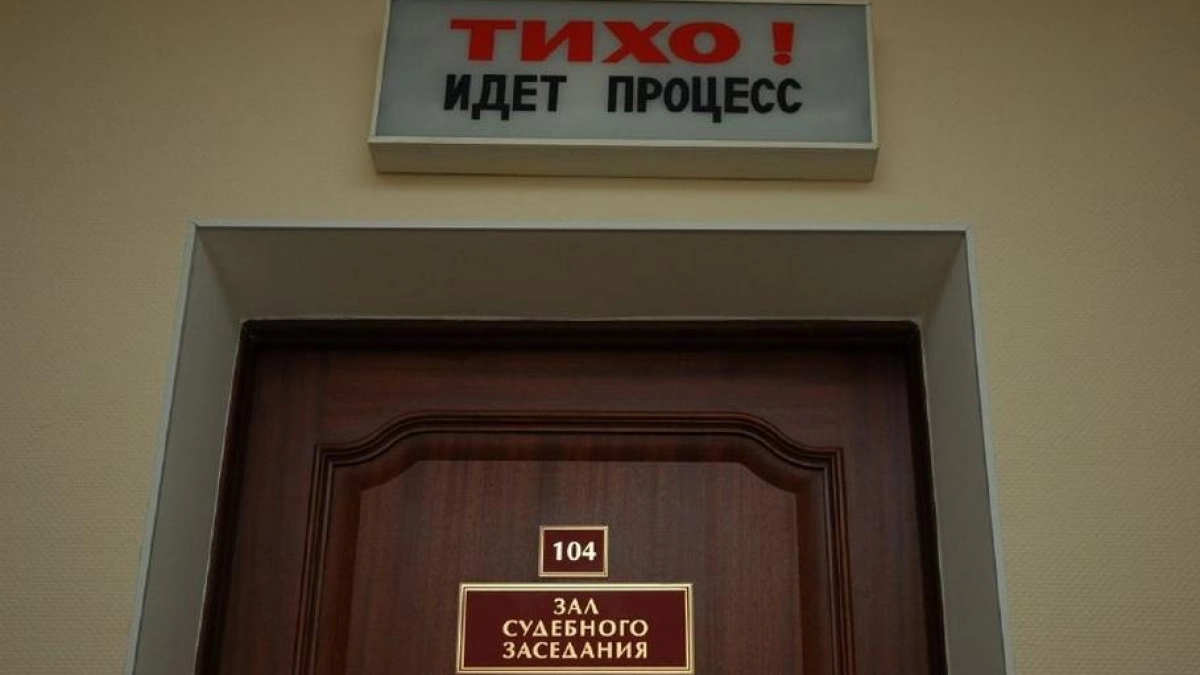 ТИХО!
ИДЕТ ПРОЦЕСС
104
ЗАЛ
СУДЕБНОГО
ЗАСЕДАНИЯ